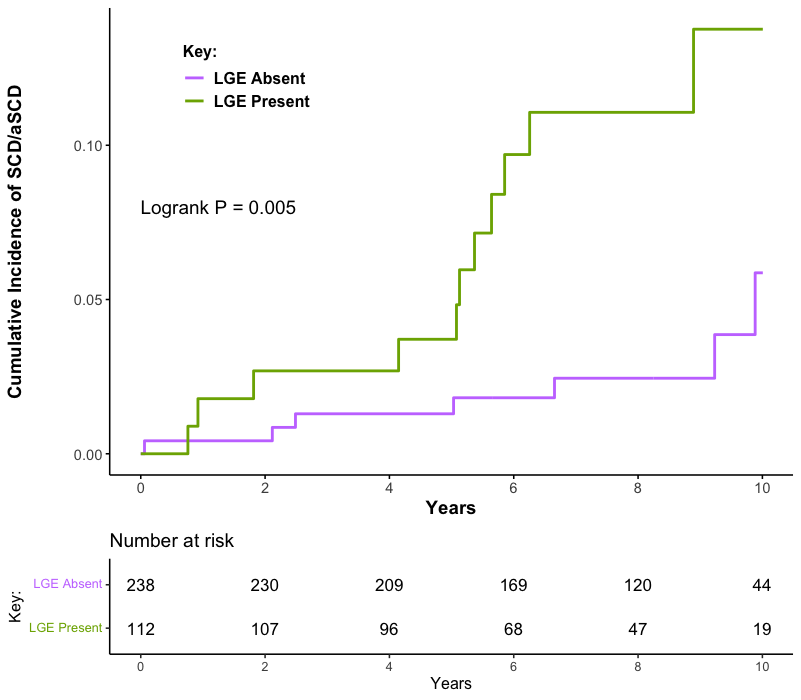 Key:
LGE Absent
LGE Present
Logrank P = 0.005
Cumulative Incidence of SCD/aSCD
0.10
0.05
0.00
0 2 4 6 8 10
Years
Number at risk
Key:
LGE Absent 238 230 209 169 120 44
LGE Present 112 107 96 68 47 19
0 2 4 6 8 10
Years